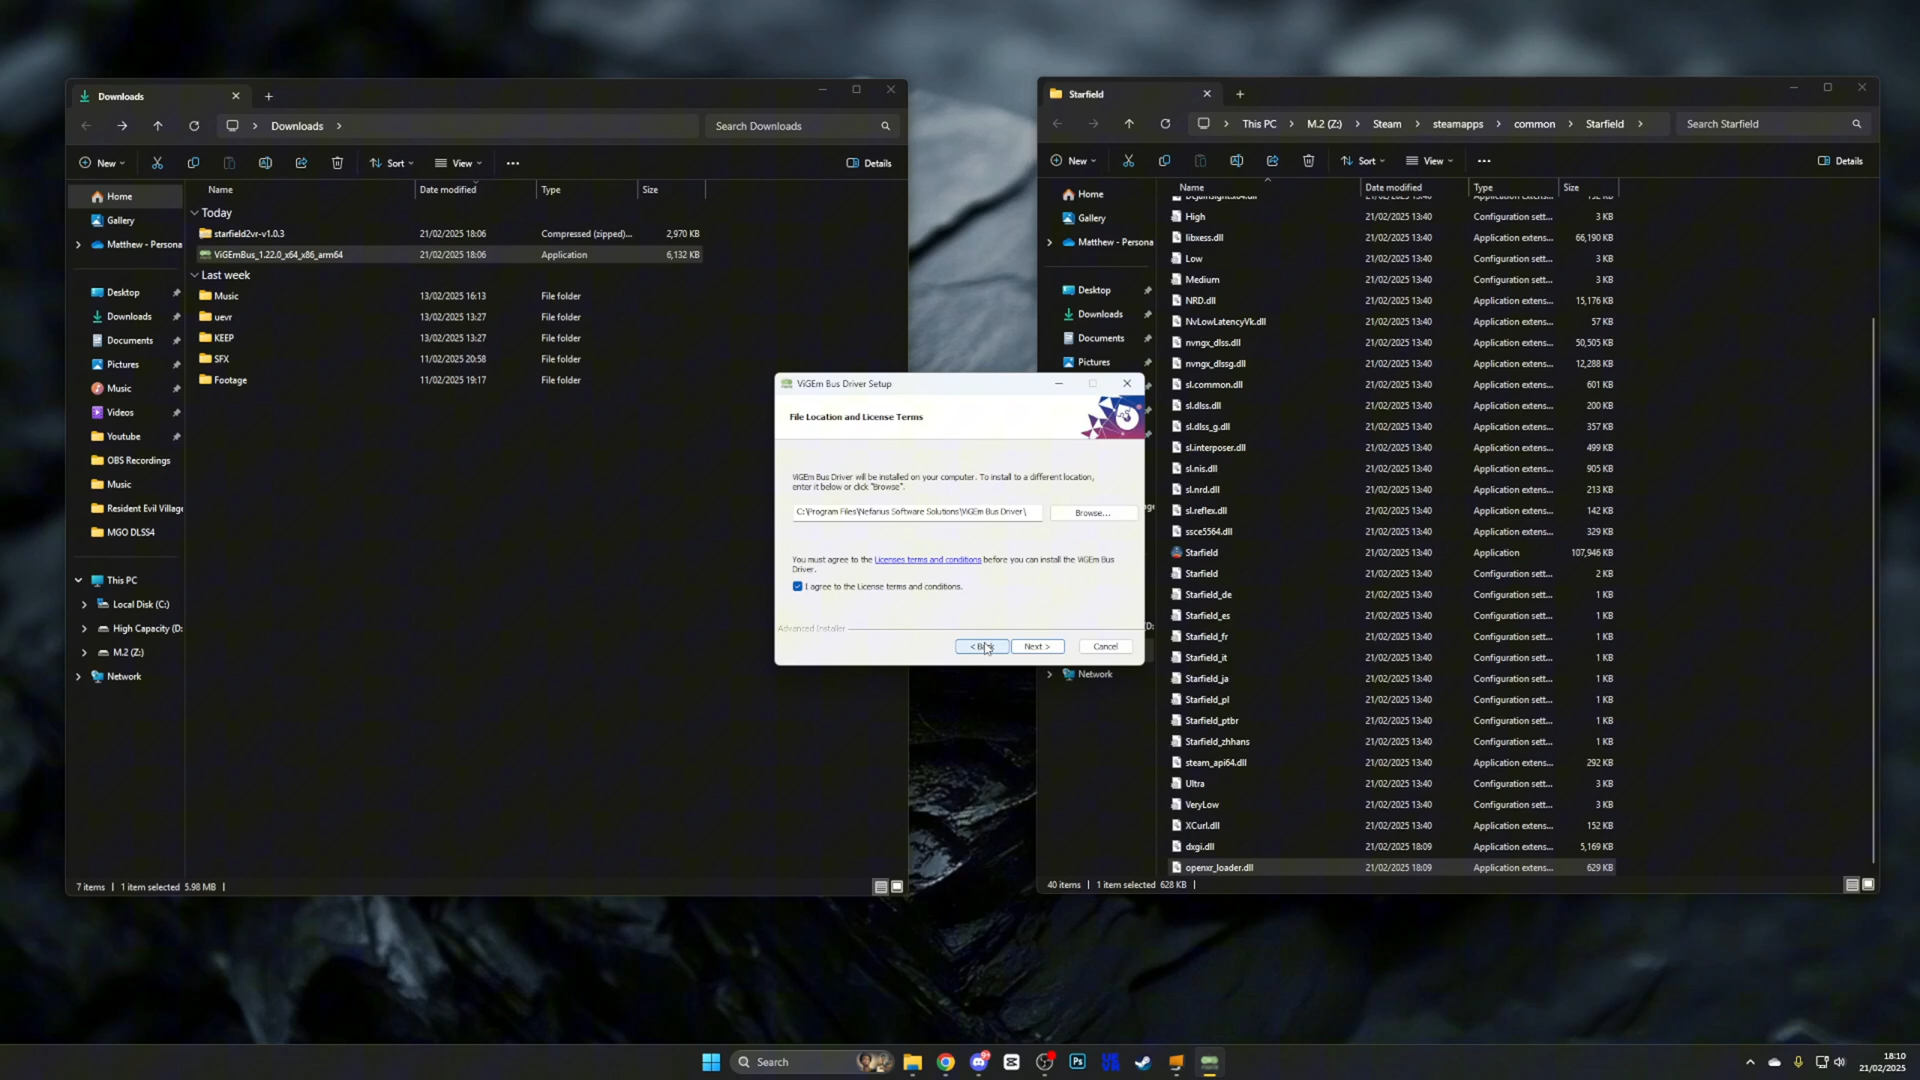 Downloads
Downloads
Search Downloads
New
Sort
View
Details
Home
Gallery
Matthew - Persona
Desktop
Downloads
Documents
Pictures
Music
Videos
Youtube
OBS Recordings
Music
Resident Evil Village
MGO DLSS4
This PC
Local Disk (C:)
High Capacity (D:
M.2 (Z:)
Network
Name Date modified Type Size
Today
starfield2vr-v1.0.3 21/02/2025 18:06 Compressed (zipped)... 2,970 KB
ViGEmBus_1.22.0_x64_x86_arm64 21/02/2025 18:06 Application 6,132 KB
Last week
Music 13/02/2025 16:13 File folder
uevr 13/02/2025 13:27 File folder
KEEP 13/02/2025 13:27 File folder
SFX 11/02/2025 20:58 File folder
Footage 11/02/2025 19:17 File folder
7 items 1 item selected 5.98 MB
ViGEm Bus Driver Setup
File Location and License Terms
ViGEm Bus Driver will be installed on your computer. To install to a different location,
enter it below or click "Browse".
C:\Program Files\Nefarius Software Solutions\ViGEm Bus Driver\
Browse...
You must agree to the Licenses terms and conditions before you can install the ViGEm Bus
Driver.
I agree to the License terms and conditions.
Advanced Installer
< Back Next > Cancel
Starfield
This PC M.2 (Z:) Steam steamapps common Starfield
Search Starfield
New
Sort
View
Details
Home
Gallery
Matthew - Persona
Desktop
Downloads
Documents
Pictures
Network
Name Date modified Type Size
High 21/02/2025 13:40 Configuration sett... 3 KB
libxess.dll 21/02/2025 13:40 Application extens... 66,190 KB
Low 21/02/2025 13:40 Configuration sett... 3 KB
Medium 21/02/2025 13:40 Configuration sett... 3 KB
NRD.dll 21/02/2025 13:40 Application extens... 15,176 KB
NvLowLatencyVk.dll 21/02/2025 13:40 Application extens... 57 KB
nvngx_dlss.dll 21/02/2025 13:40 Application extens... 50,505 KB
nvngx_dlssg.dll 21/02/2025 13:40 Application extens... 12,288 KB
sl.common.dll 21/02/2025 13:40 Application extens... 601 KB
sl.dlss.dll 21/02/2025 13:40 Application extens... 200 KB
sl.dlss_g.dll 21/02/2025 13:40 Application extens... 357 KB
sl.interposer.dll 21/02/2025 13:40 Application extens... 499 KB
sl.nis.dll 21/02/2025 13:40 Application extens... 905 KB
sl.nrd.dll 21/02/2025 13:40 Application extens... 213 KB
sl.reflex.dll 21/02/2025 13:40 Application extens... 142 KB
ssce5564.dll 21/02/2025 13:40 Application extens... 329 KB
Starfield 21/02/2025 13:40 Application 107,946 KB
Starfield 21/02/2025 13:40 Configuration sett... 2 KB
Starfield_de 21/02/2025 13:40 Configuration sett... 1 KB
Starfield_es 21/02/2025 13:40 Configuration sett... 1 KB
Starfield_fr 21/02/2025 13:40 Configuration sett... 1 KB
Starfield_it 21/02/2025 13:40 Configuration sett... 1 KB
Starfield_ja 21/02/2025 13:40 Configuration sett... 1 KB
Starfield_pl 21/02/2025 13:40 Configuration sett... 1 KB
Starfield_ptbr 21/02/2025 13:40 Configuration sett... 1 KB
Starfield_zhhans 21/02/2025 13:40 Configuration sett... 1 KB
steam_api64.dll 21/02/2025 13:40 Application extens... 292 KB
Ultra 21/02/2025 13:40 Configuration sett... 3 KB
VeryLow 21/02/2025 13:40 Configuration sett... 3 KB
XCurl.dll 21/02/2025 13:40 Application extens... 152 KB
dxgi.dll 21/02/2025 18:09 Application extens... 5,169 KB
openxr_loader.dll 21/02/2025 18:09 Application extens... 629 KB
40 items 1 item selected 628 KB
Search
Ps
18:10
21/02/2025